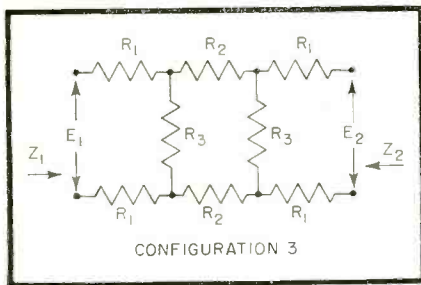 R₁ R₂ R₁
E₁ R₃ R₃ E₂
Z₁ Z₂
R₁ R₂ R₁
CONFIGURATION 3